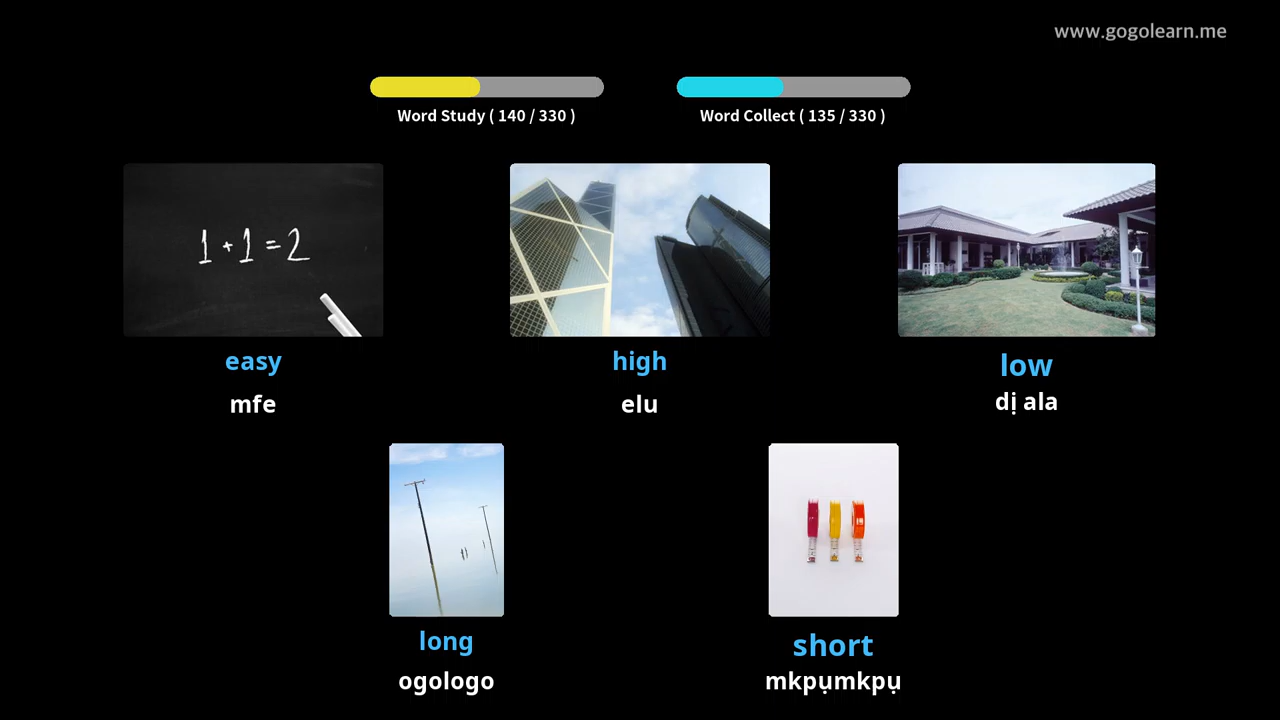 www.gogolearn.me
Word Study ( 140 / 330 )
Word Collect ( 135 / 330 )
1 + 1 = 2
easy
mfe
high
elu
low
dị ala
long
ogologo
short
mkpụmkpụ